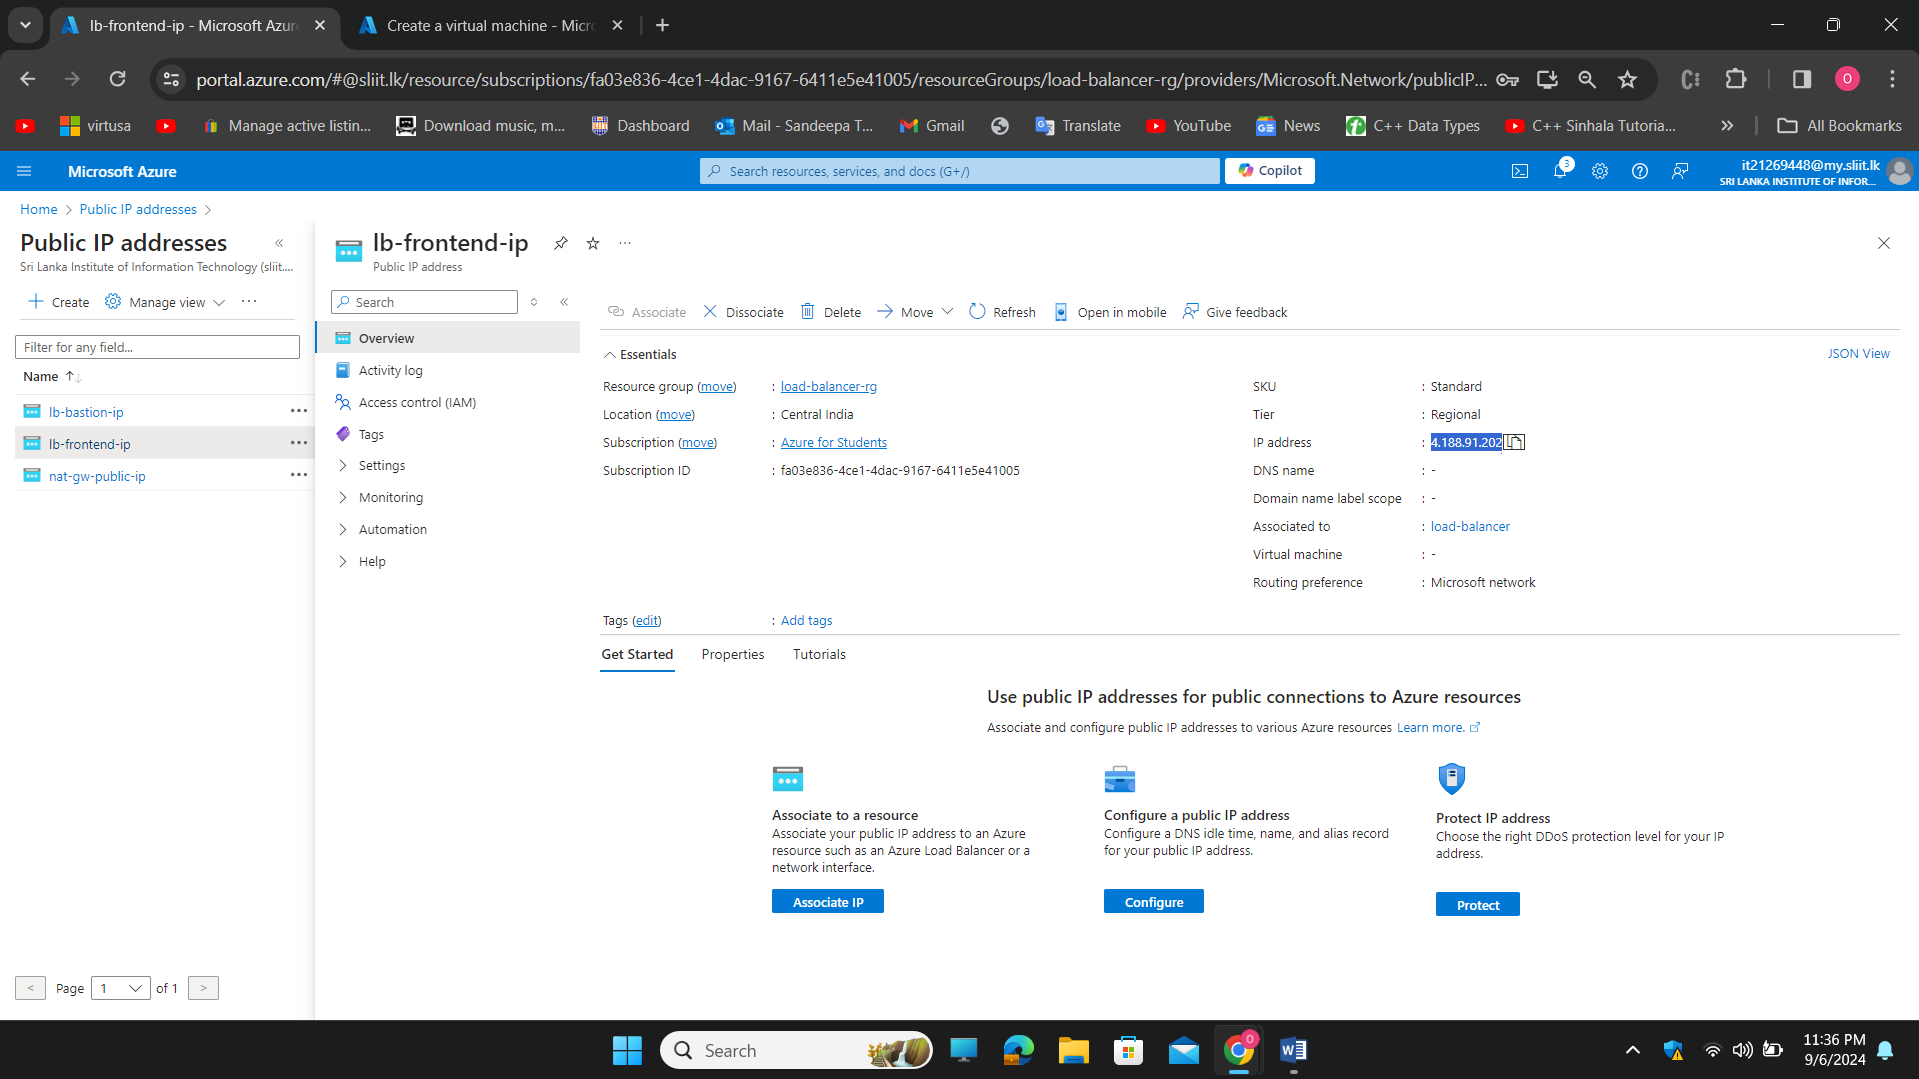 lb-frontend-ip - Microsoft Azur
Create a virtual machine - Micro
portal.azure.com/#@sliit.lk/resource/subscriptions/fa03e836-4ce1-4dac-9167-6411e5e41005/resourceGroups/load-balancer-rg/providers/Microsoft.Network/publicIP...
O
virtusa
Manage active listin...
Download music, m...
Dashboard
Mail - Sandeepa T...
Gmail
Translate
YouTube
News
C++ Data Types
C++ Sinhala Tutoria...
All Bookmarks
Microsoft Azure
Search resources, services, and docs (G+/)
Copilot
3
it21269448@my.sliit.lk
SRI LANKA INSTITUTE OF INFOR...
Home > Public IP addresses >
Public IP addresses
Sri Lanka Institute of Information Technology (sliit....
Create
Manage view
Filter for any field...
Name
lb-bastion-ip
lb-frontend-ip
nat-gw-public-ip
< Page 1 of 1 >
lb-frontend-ip
Public IP address
Search
Overview
Activity log
Access control (IAM)
Tags
Settings
Monitoring
Automation
Help
Associate
Dissociate
Delete
Move
Refresh
Open in mobile
Give feedback
Essentials
JSON View
Resource group (move) : load-balancer-rg
Location (move) : Central India
Subscription (move) : Azure for Students
Subscription ID : fa03e836-4ce1-4dac-9167-6411e5e41005
SKU : Standard
Tier : Regional
IP address : 4.188.91.202
DNS name : -
Domain name label scope : -
Associated to : load-balancer
Virtual machine : -
Routing preference : Microsoft network
Tags (edit) : Add tags
Get Started
Properties
Tutorials
Use public IP addresses for public connections to Azure resources
Associate and configure public IP addresses to various Azure resources Learn more.
Associate to a resource
Associate your public IP address to an Azure
resource such as an Azure Load Balancer or a
network interface.
Associate IP
Configure a public IP address
Configure a DNS idle time, name, and alias record
for your public IP address.
Configure
Protect IP address
Choose the right DDoS protection level for your IP
address.
Protect
Search
0
11:36 PM
9/6/2024